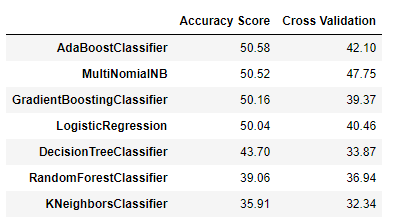 Accuracy Score Cross Validation
AdaBoostClassifier 50.58 42.10
MultiNomialNB 50.52 47.75
GradientBoostingClassifier 50.16 39.37
LogisticRegression 50.04 40.46
DecisionTreeClassifier 43.70 33.87
RandomForestClassifier 39.06 36.94
KNeighborsClassifier 35.91 32.34